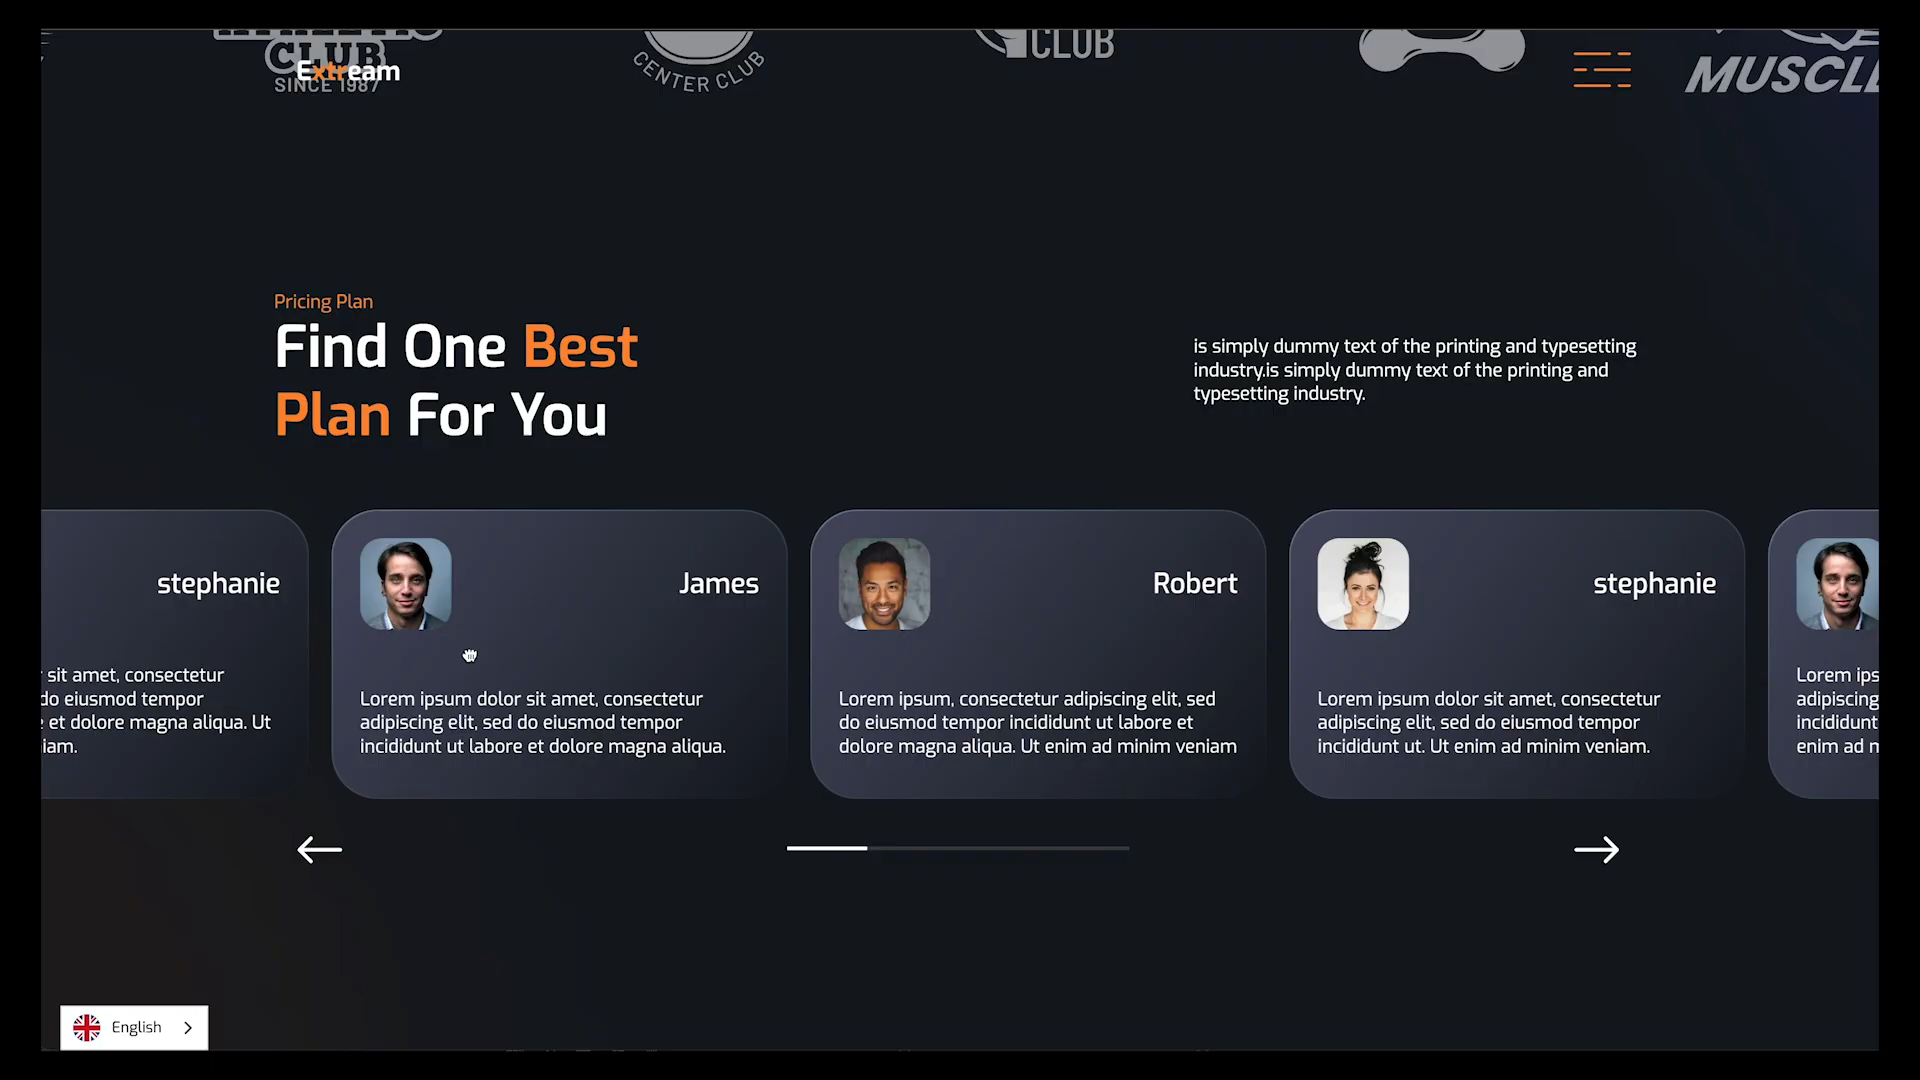 CLUB
SINCE 1987
Extream
CENTER CLUB
CLUB
MUSCLE
Pricing Plan
Find One Best
Plan For You
is simply dummy text of the printing and typesetting
industry.is simply dummy text of the printing and
typesetting industry.
stephanie
sit amet, consectetur
do eiusmod tempor
et dolore magna aliqua. Ut
iam.
James
Lorem ipsum dolor sit amet, consectetur
adipiscing elit, sed do eiusmod tempor
incididunt ut labore et dolore magna aliqua.
Robert
Lorem ipsum, consectetur adipiscing elit, sed
do eiusmod tempor incididunt ut labore et
dolore magna aliqua. Ut enim ad minim veniam
stephanie
Lorem ipsum dolor sit amet, consectetur
adipiscing elit, sed do eiusmod tempor
incididunt ut. Ut enim ad minim veniam.
Lorem ips
adipiscing
incididunt
enim ad
English